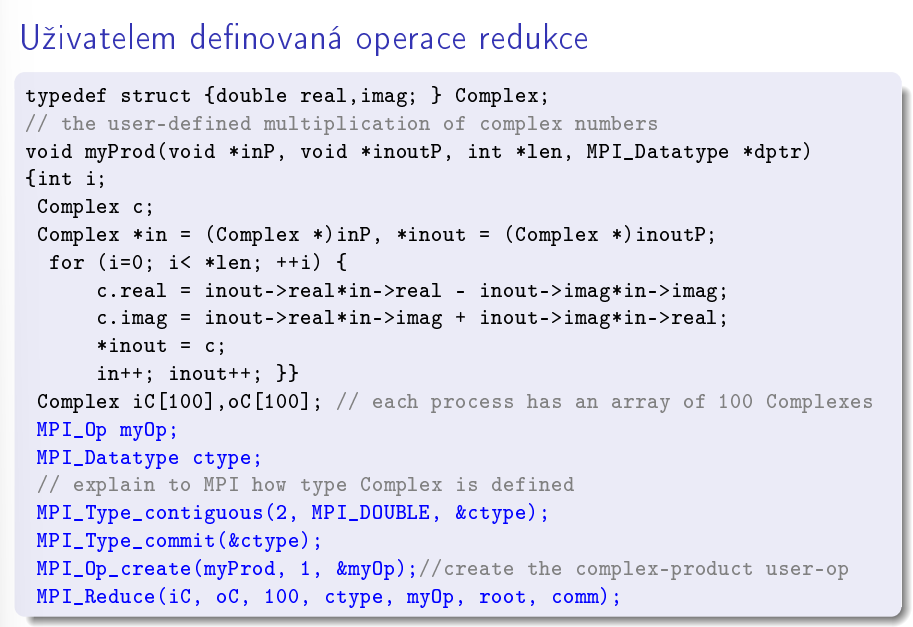 Uživatelem definovaná operace redukce
typedef struct {double real,imag; } Complex;
// the user-defined multiplication of complex numbers
void myProd(void *inP, void *inoutP, int *len, MPI_Datatype *dptr)
{int i;
 Complex c;
 Complex *in = (Complex *)inP, *inout = (Complex *)inoutP;
  for (i=0; i< *len; ++i) {
      c.real = inout->real*in->real - inout->imag*in->imag;
      c.imag = inout->real*in->imag + inout->imag*in->real;
      *inout = c;
      in++; inout++; }}
 Complex iC[100],oC[100]; // each process has an array of 100 Complexes
 MPI_Op myOp;
 MPI_Datatype ctype;
 // explain to MPI how type Complex is defined
 MPI_Type_contiguous(2, MPI_DOUBLE, &ctype);
 MPI_Type_commit(&ctype);
 MPI_Op_create(myProd, 1, &myOp);//create the complex-product user-op
 MPI_Reduce(iC, oC, 100, ctype, myOp, root, comm);